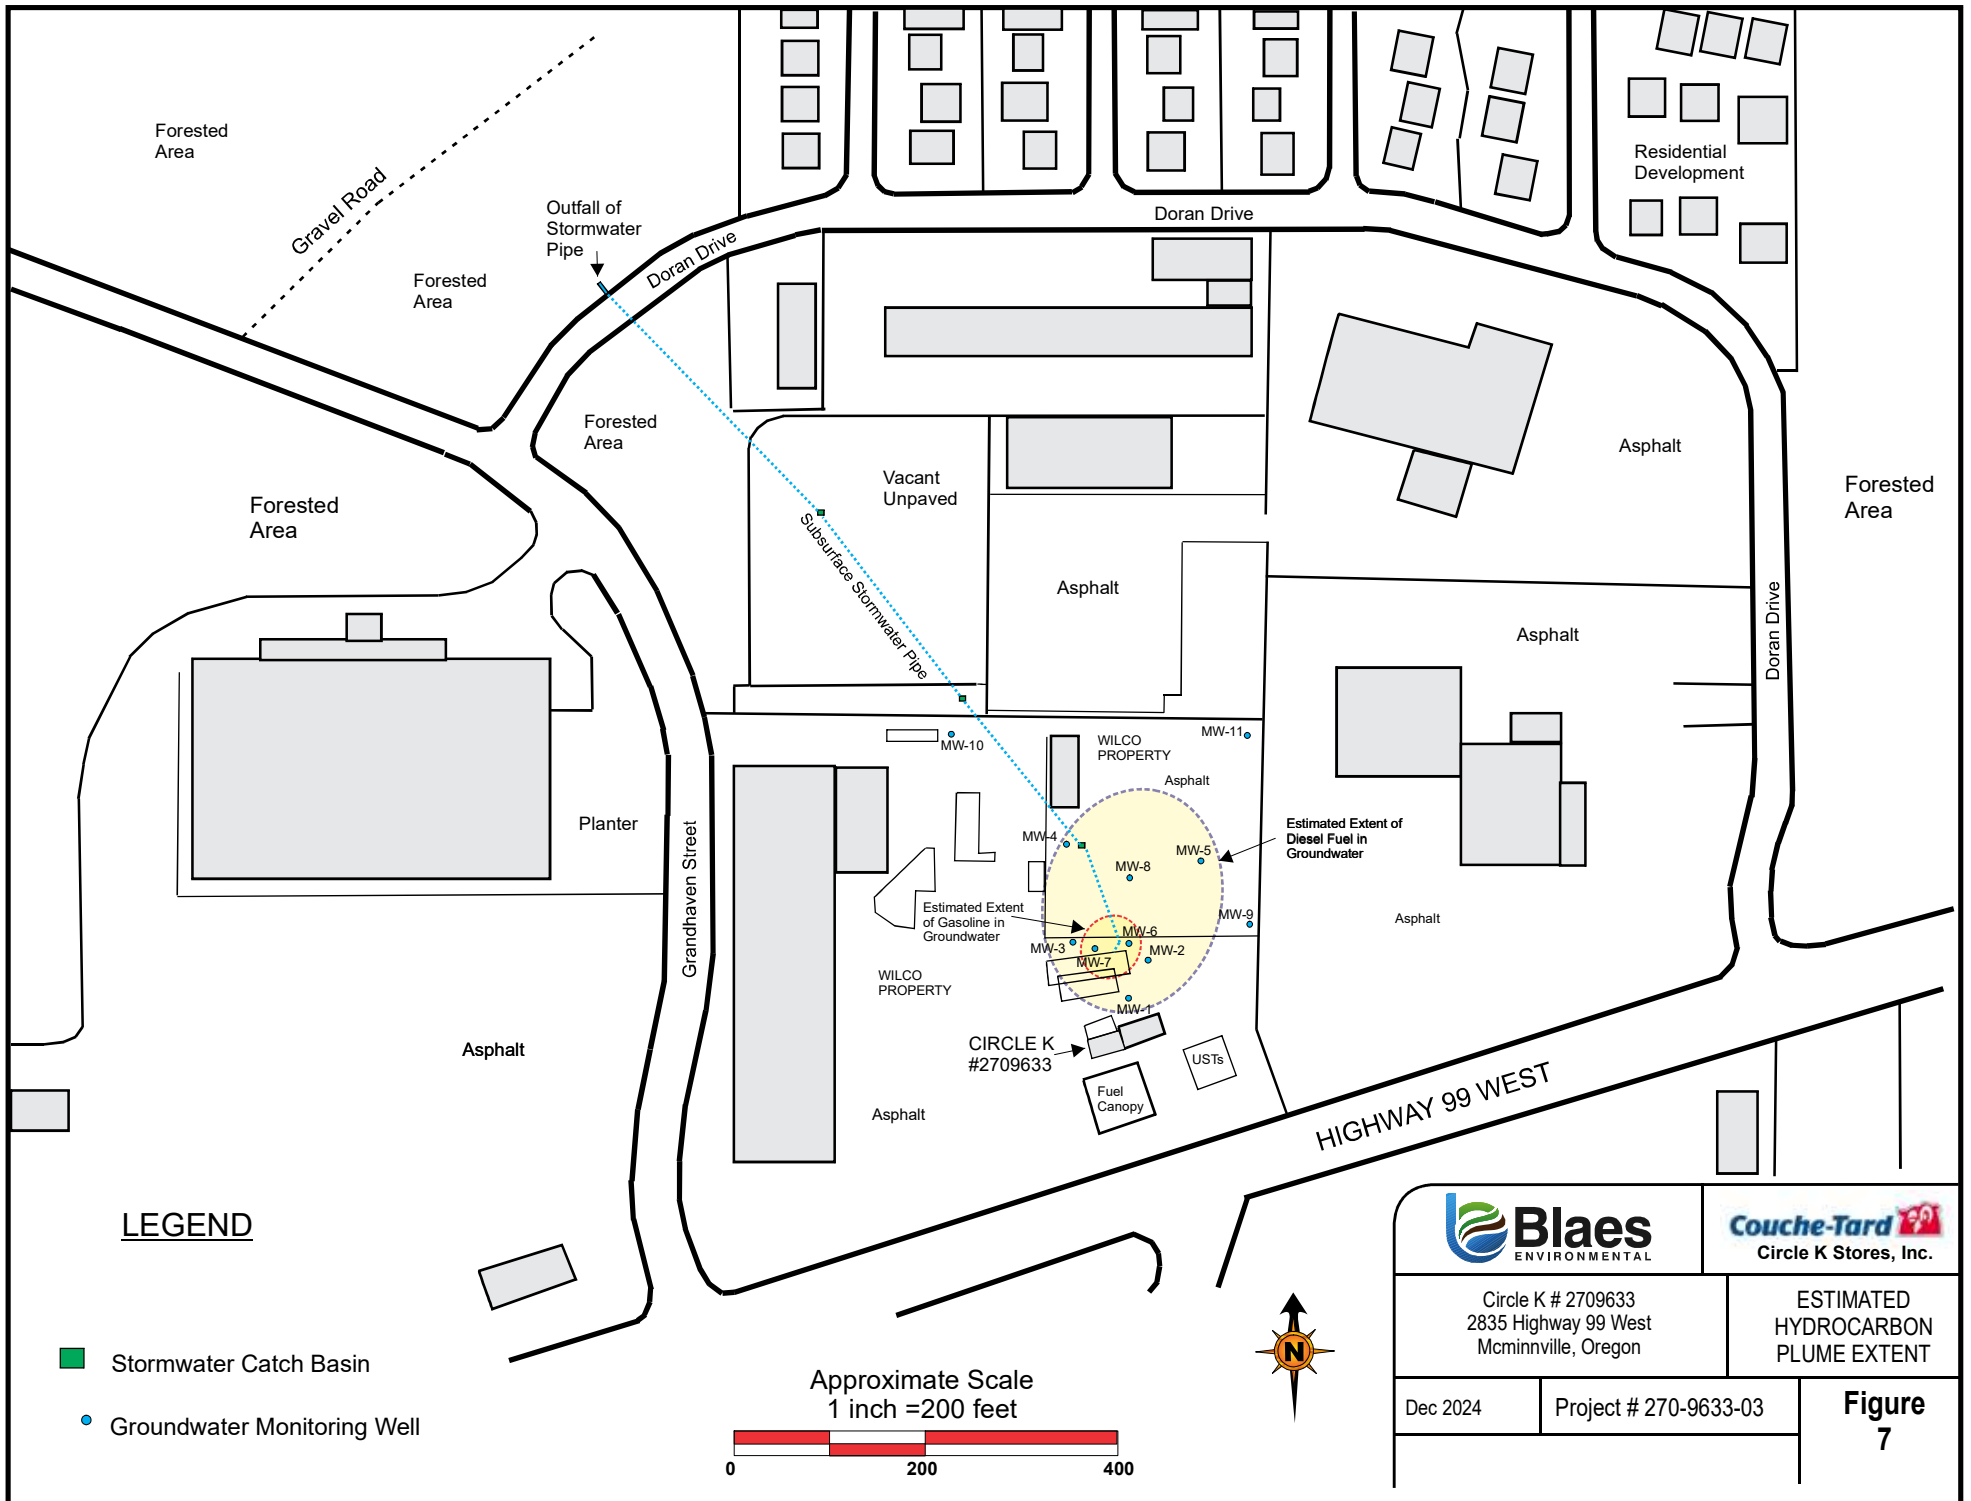 Forested
Area
Gravel Road
Outfall of
Stormwater
Pipe
Forested
Area
Doran Drive
Doran Drive
Residential
Development
Forested
Area
Vacant
Unpaved
Asphalt
Forested
Area
Forested
Area
Subsurface Stormwater Pipe
Asphalt
Asphalt
Doran Drive
MW-10
WILCO
PROPERTY
MW-11
Asphalt
Planter
Grandhaven Street
MW-4
MW-5
MW-8
Estimated Extent of
Diesel Fuel in
Groundwater
Estimated Extent
of Gasoline in
Groundwater
MW-9
Asphalt
MW-6
MW-3
MW-2
MW-7
WILCO
PROPERTY
MW-1
CIRCLE K
#2709633
USTs
Fuel
Canopy
Asphalt
Asphalt
HIGHWAY 99 WEST
LEGEND
Stormwater Catch Basin
Groundwater Monitoring Well
Approximate Scale
1 inch =200 feet
0 200 400
N
Blaes
ENVIRONMENTAL
Couche-Tard
Circle K Stores, Inc.
Circle K # 2709633
2835 Highway 99 West
Mcminnville, Oregon
ESTIMATED
HYDROCARBON
PLUME EXTENT
Dec 2024
Project # 270-9633-03
Figure
7